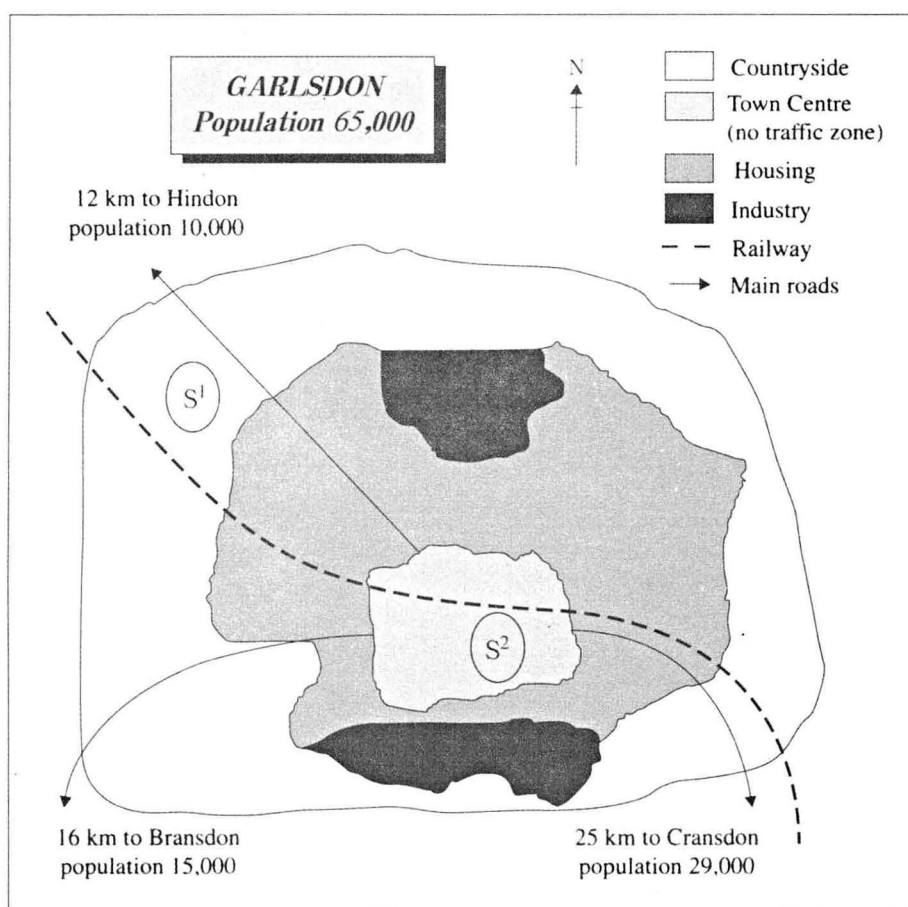 GARLSDON
Population 65,000
N
Countryside
Town Centre
(no traffic zone)
Housing
Industry
Railway
Main roads
12 km to Hindon
population 10,000
S¹
S²
16 km to Bransdon
population 15,000
25 km to Cransdon
population 29,000